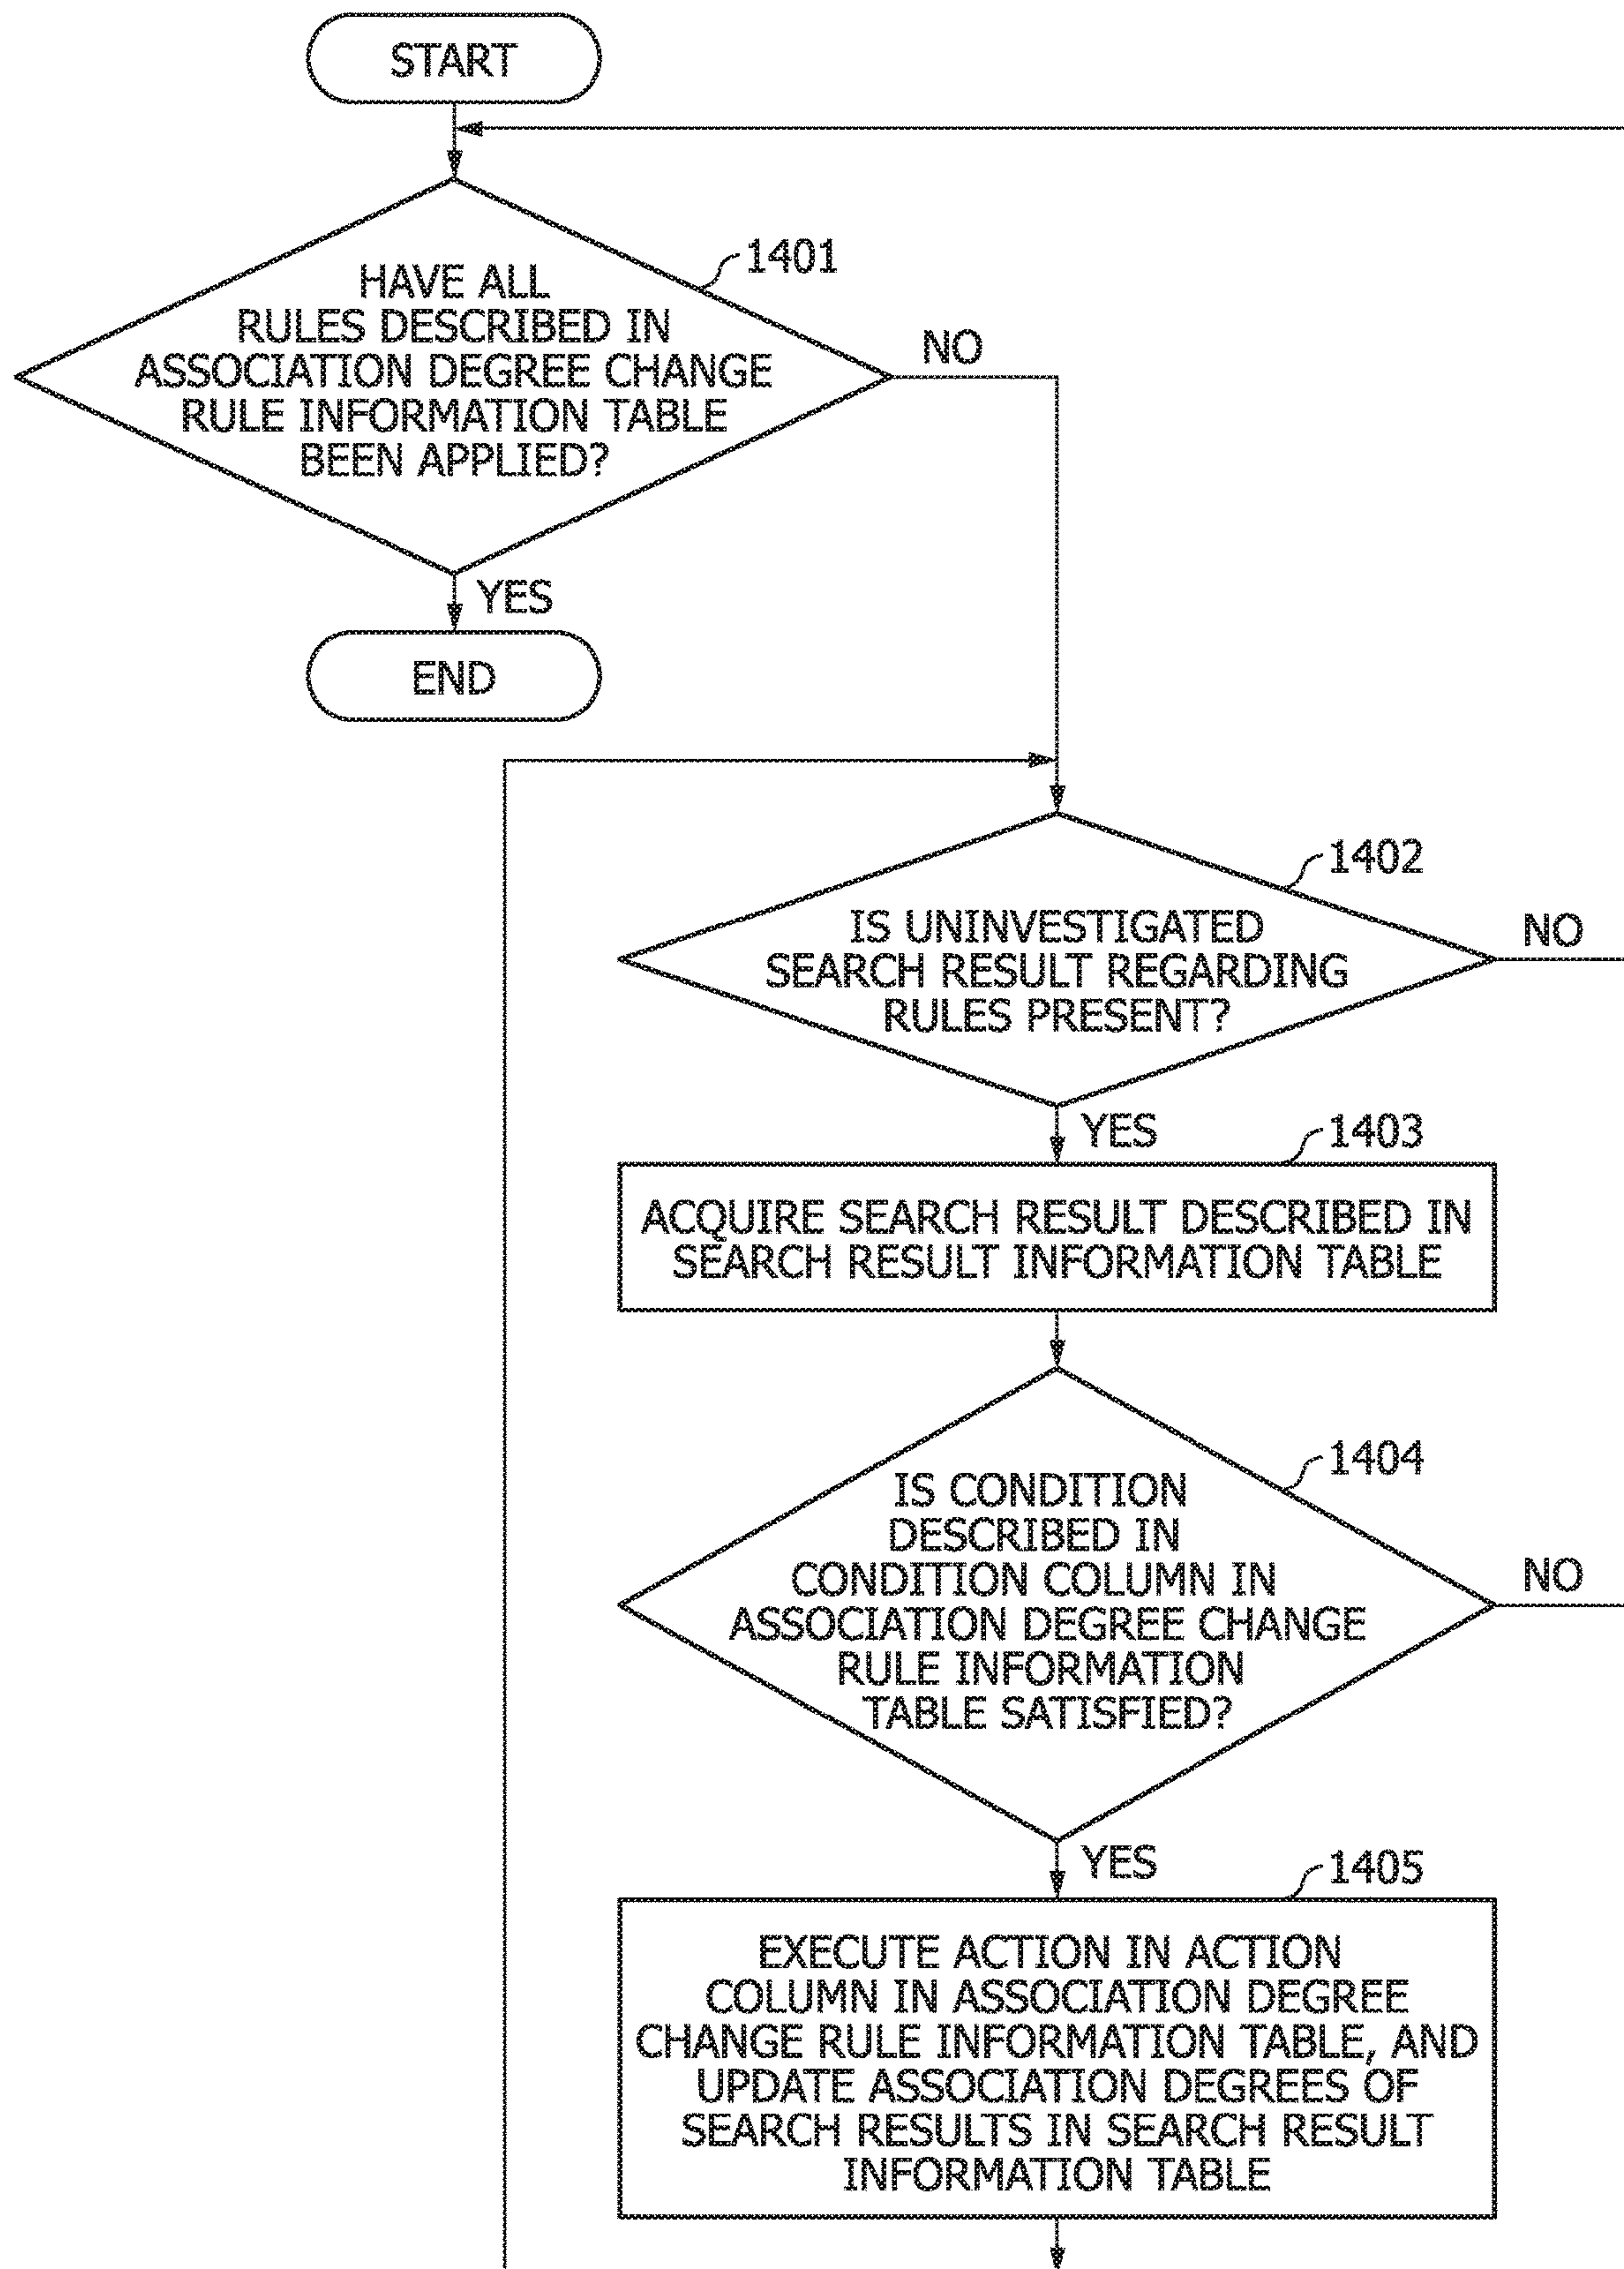 START
1401
HAVE ALL
RULES DESCRIBED IN
ASSOCIATION DEGREE CHANGE
RULE INFORMATION TABLE
BEEN APPLIED?
NO
YES
END
1402
IS UNINVESTIGATED
SEARCH RESULT REGARDING
RULES PRESENT?
NO
YES
1403
ACQUIRE SEARCH RESULT DESCRIBED IN
SEARCH RESULT INFORMATION TABLE
1404
IS CONDITION
DESCRIBED IN
CONDITION COLUMN IN
ASSOCIATION DEGREE CHANGE
RULE INFORMATION
TABLE SATISFIED?
NO
YES
1405
EXECUTE ACTION IN ACTION
COLUMN IN ASSOCIATION DEGREE
CHANGE RULE INFORMATION TABLE, AND
UPDATE ASSOCIATION DEGREES OF
SEARCH RESULTS IN SEARCH RESULT
INFORMATION TABLE